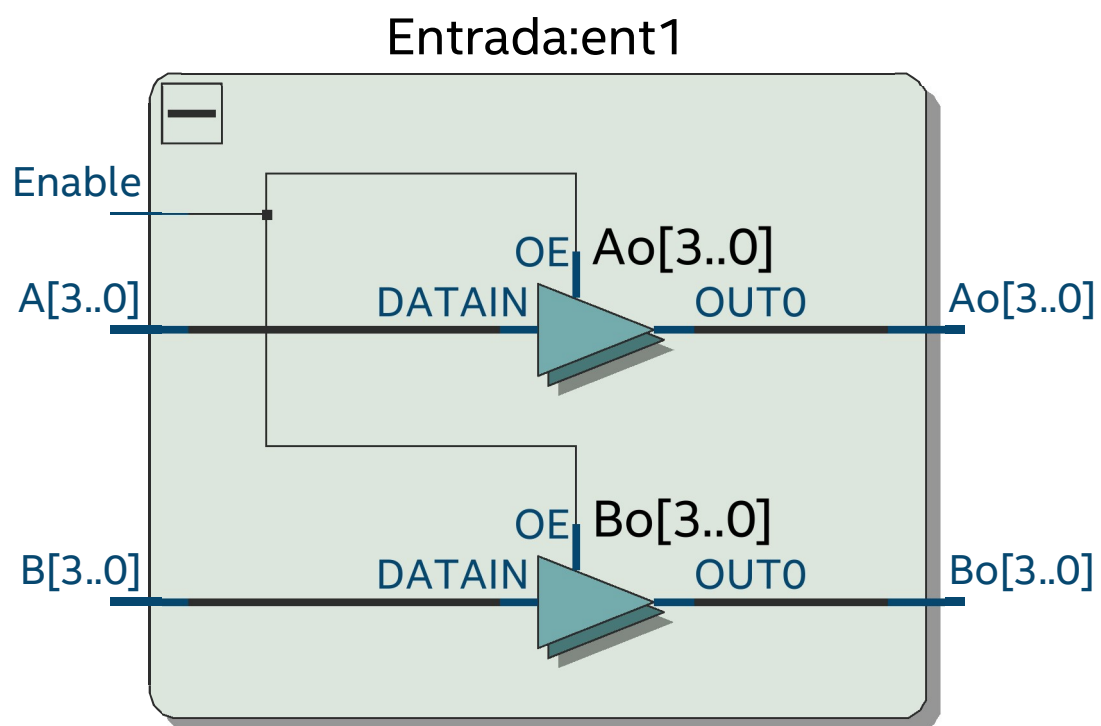 Entrada:ent1
Enable
OE Ao[3..0]
A[3..0] DATAIN OUT0 Ao[3..0]
OE Bo[3..0]
B[3..0] DATAIN OUT0 Bo[3..0]